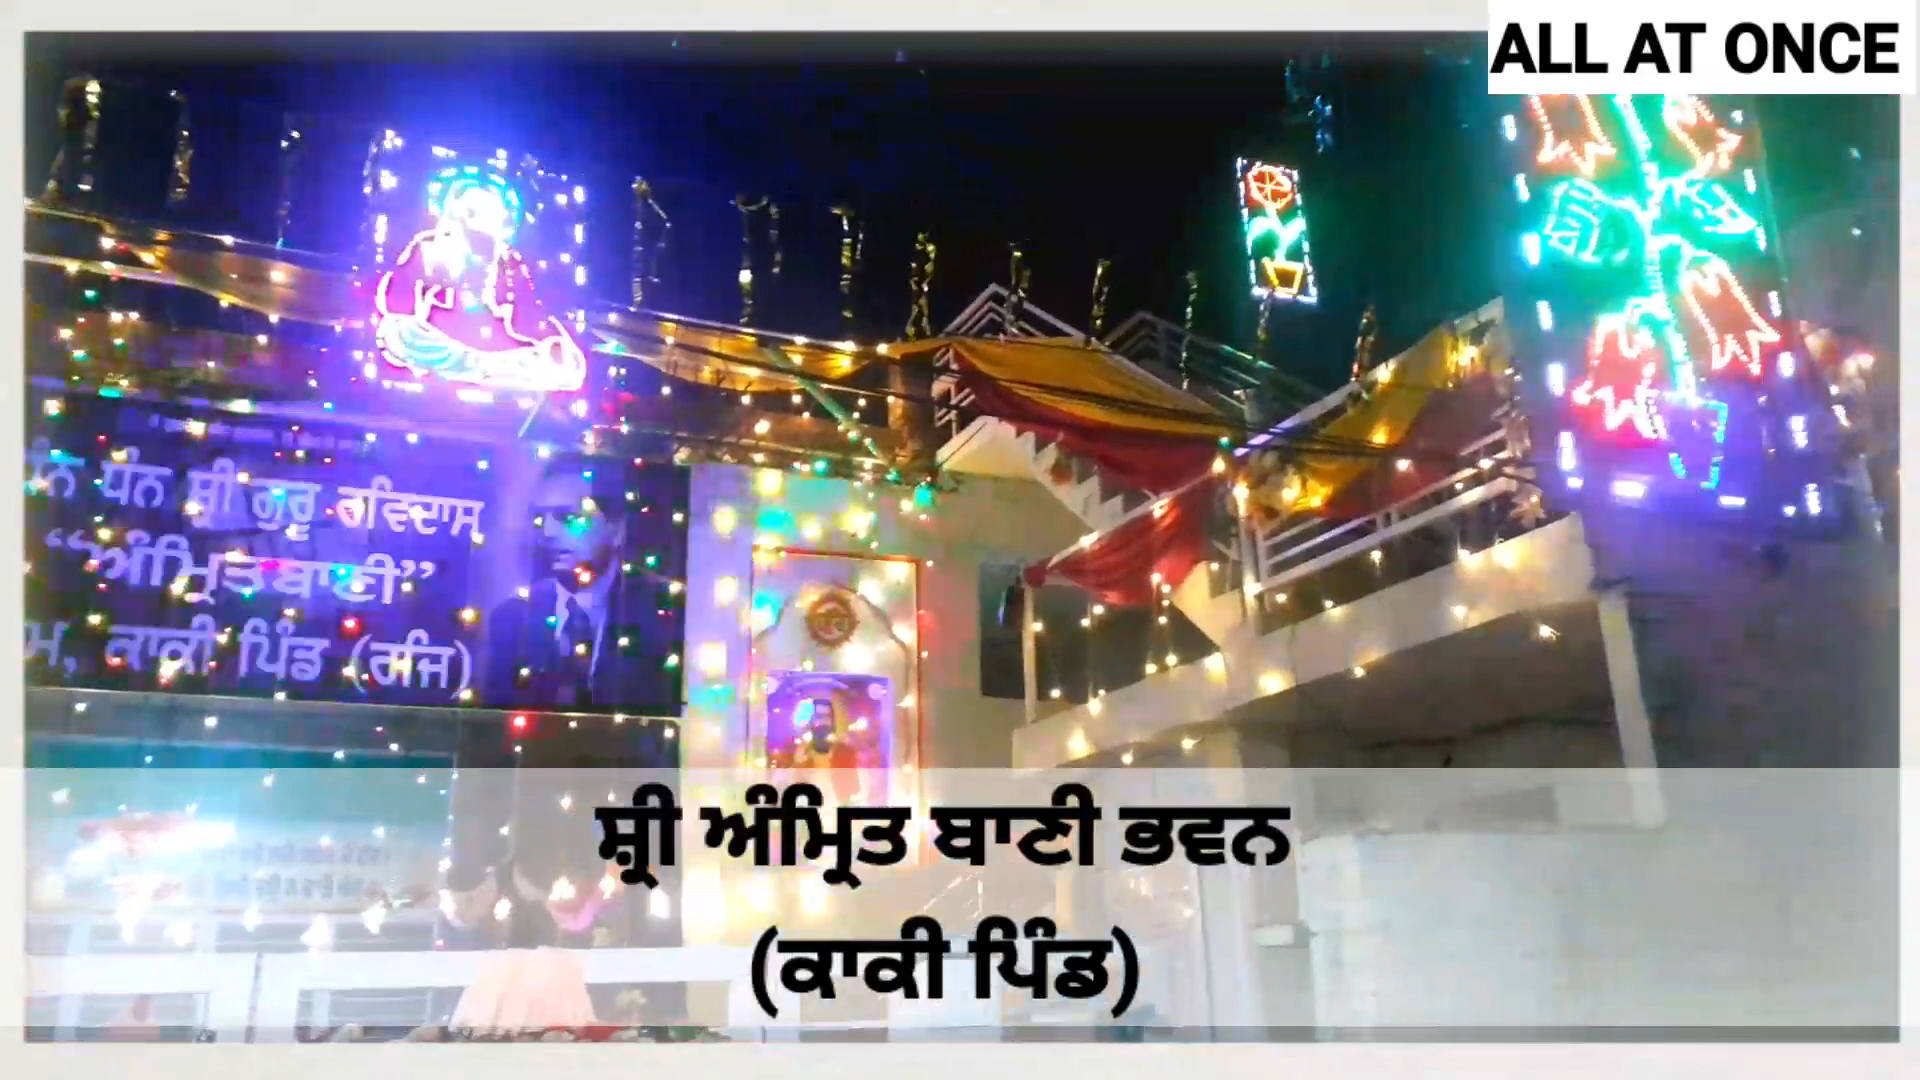 ALL AT ONCE
ਧੰਨ ਸ਼੍ਰੀ ਗੁਰੂ ਰਵਿਦਾਸ
“ਅੰਮ੍ਰਿਤਬਾਣੀ”
ਕਾਕੀ ਪਿੰਡ (ਰਜਿ)
ਸ਼੍ਰੀ ਅੰਮ੍ਰਿਤ ਬਾਣੀ ਭਵਨ
(ਕਾਕੀ ਪਿੰਡ)